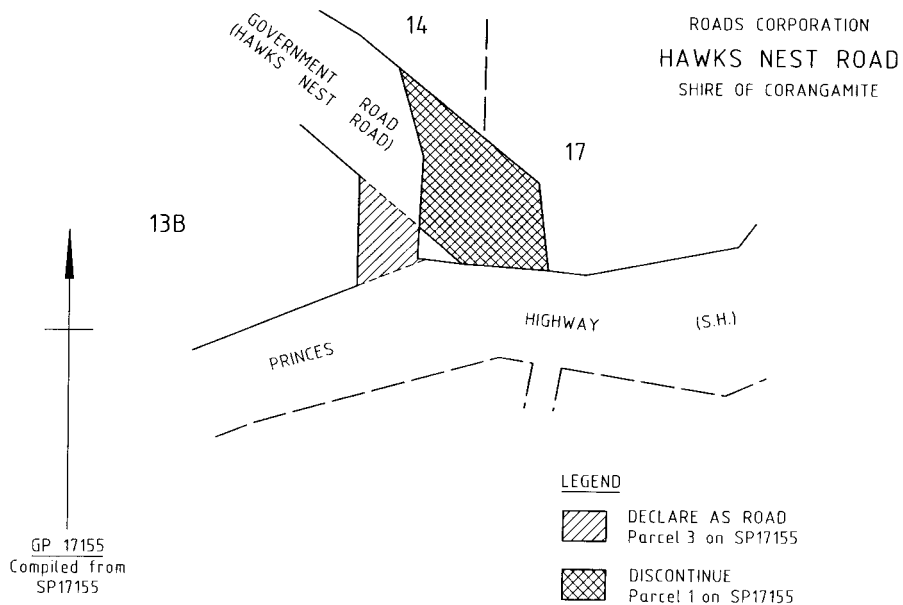 ROADS CORPORATION
HAWKS NEST ROAD
SHIRE OF CORANGAMITE
14
GOVERNMENT ROAD
(HAWKS NEST ROAD)
17
13B
HIGHWAY
(S.H.)
PRINCES
LEGEND
DECLARE AS ROAD
Parcel 3 on SP17155
DISCONTINUE
Parcel 1 on SP17155
GP 17155
Compiled from
SP17155